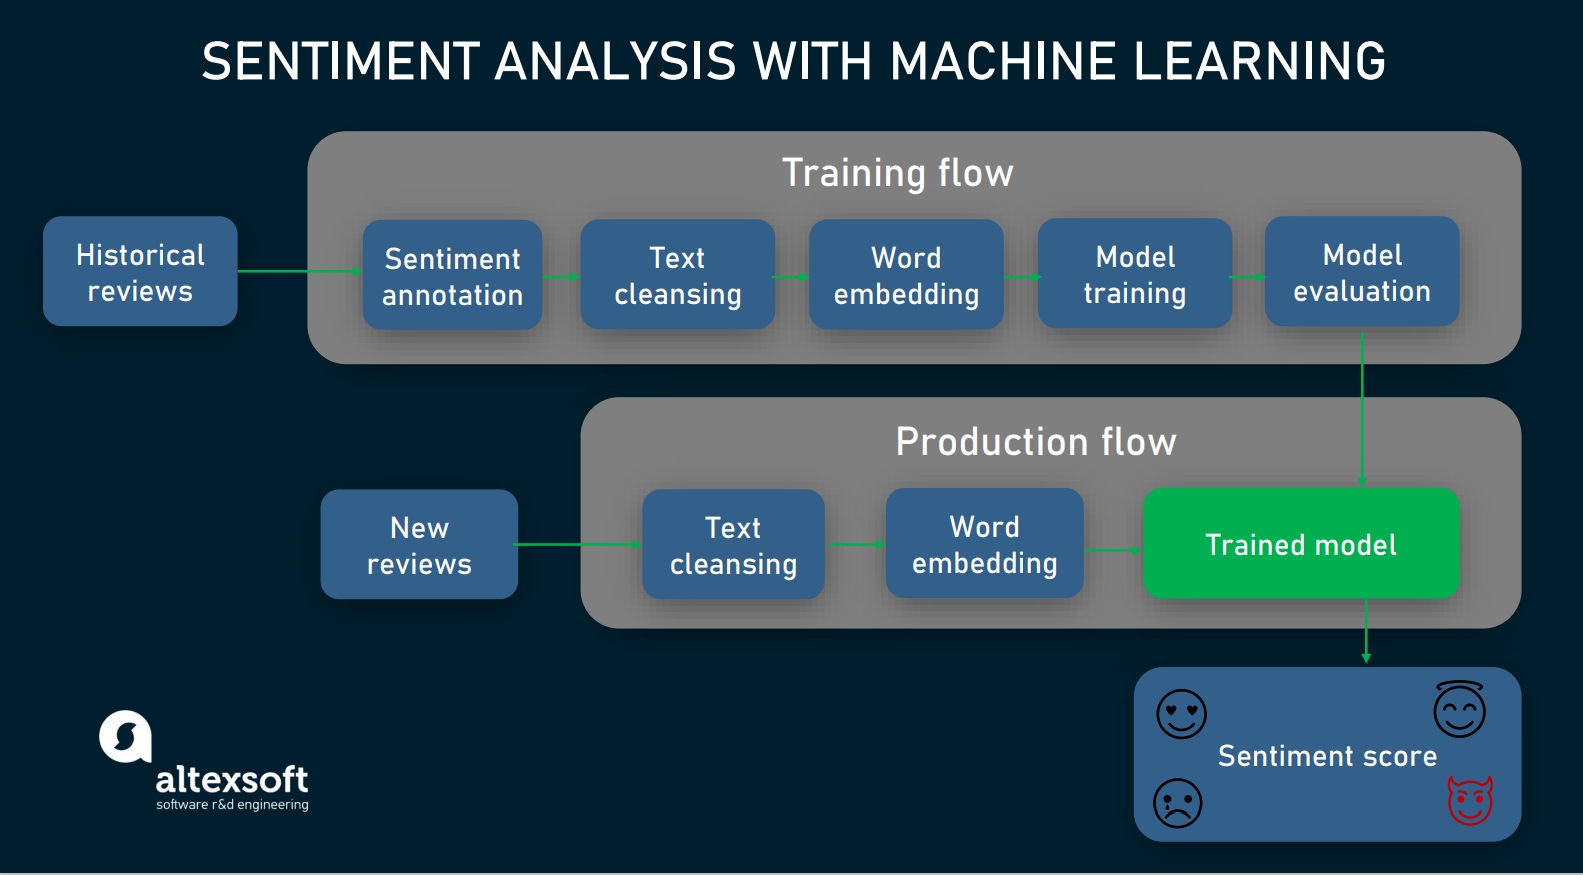 SENTIMENT ANALYSIS WITH MACHINE LEARNING
Training flow
Historical
reviews
Sentiment
annotation
Text
cleansing
Word
embedding
Model
training
Model
evaluation
Production flow
New
reviews
Text
cleansing
Word
embedding
Trained model
Sentiment score
altexsoft
software r&d engineering